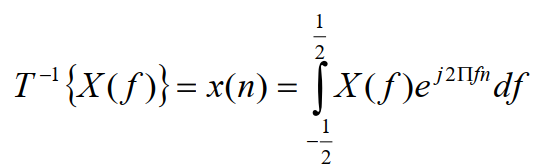 T⁻¹{X(f)} = x(n) = ∫_{-1/2}^{1/2} X(f)e^{j2Πfn}df